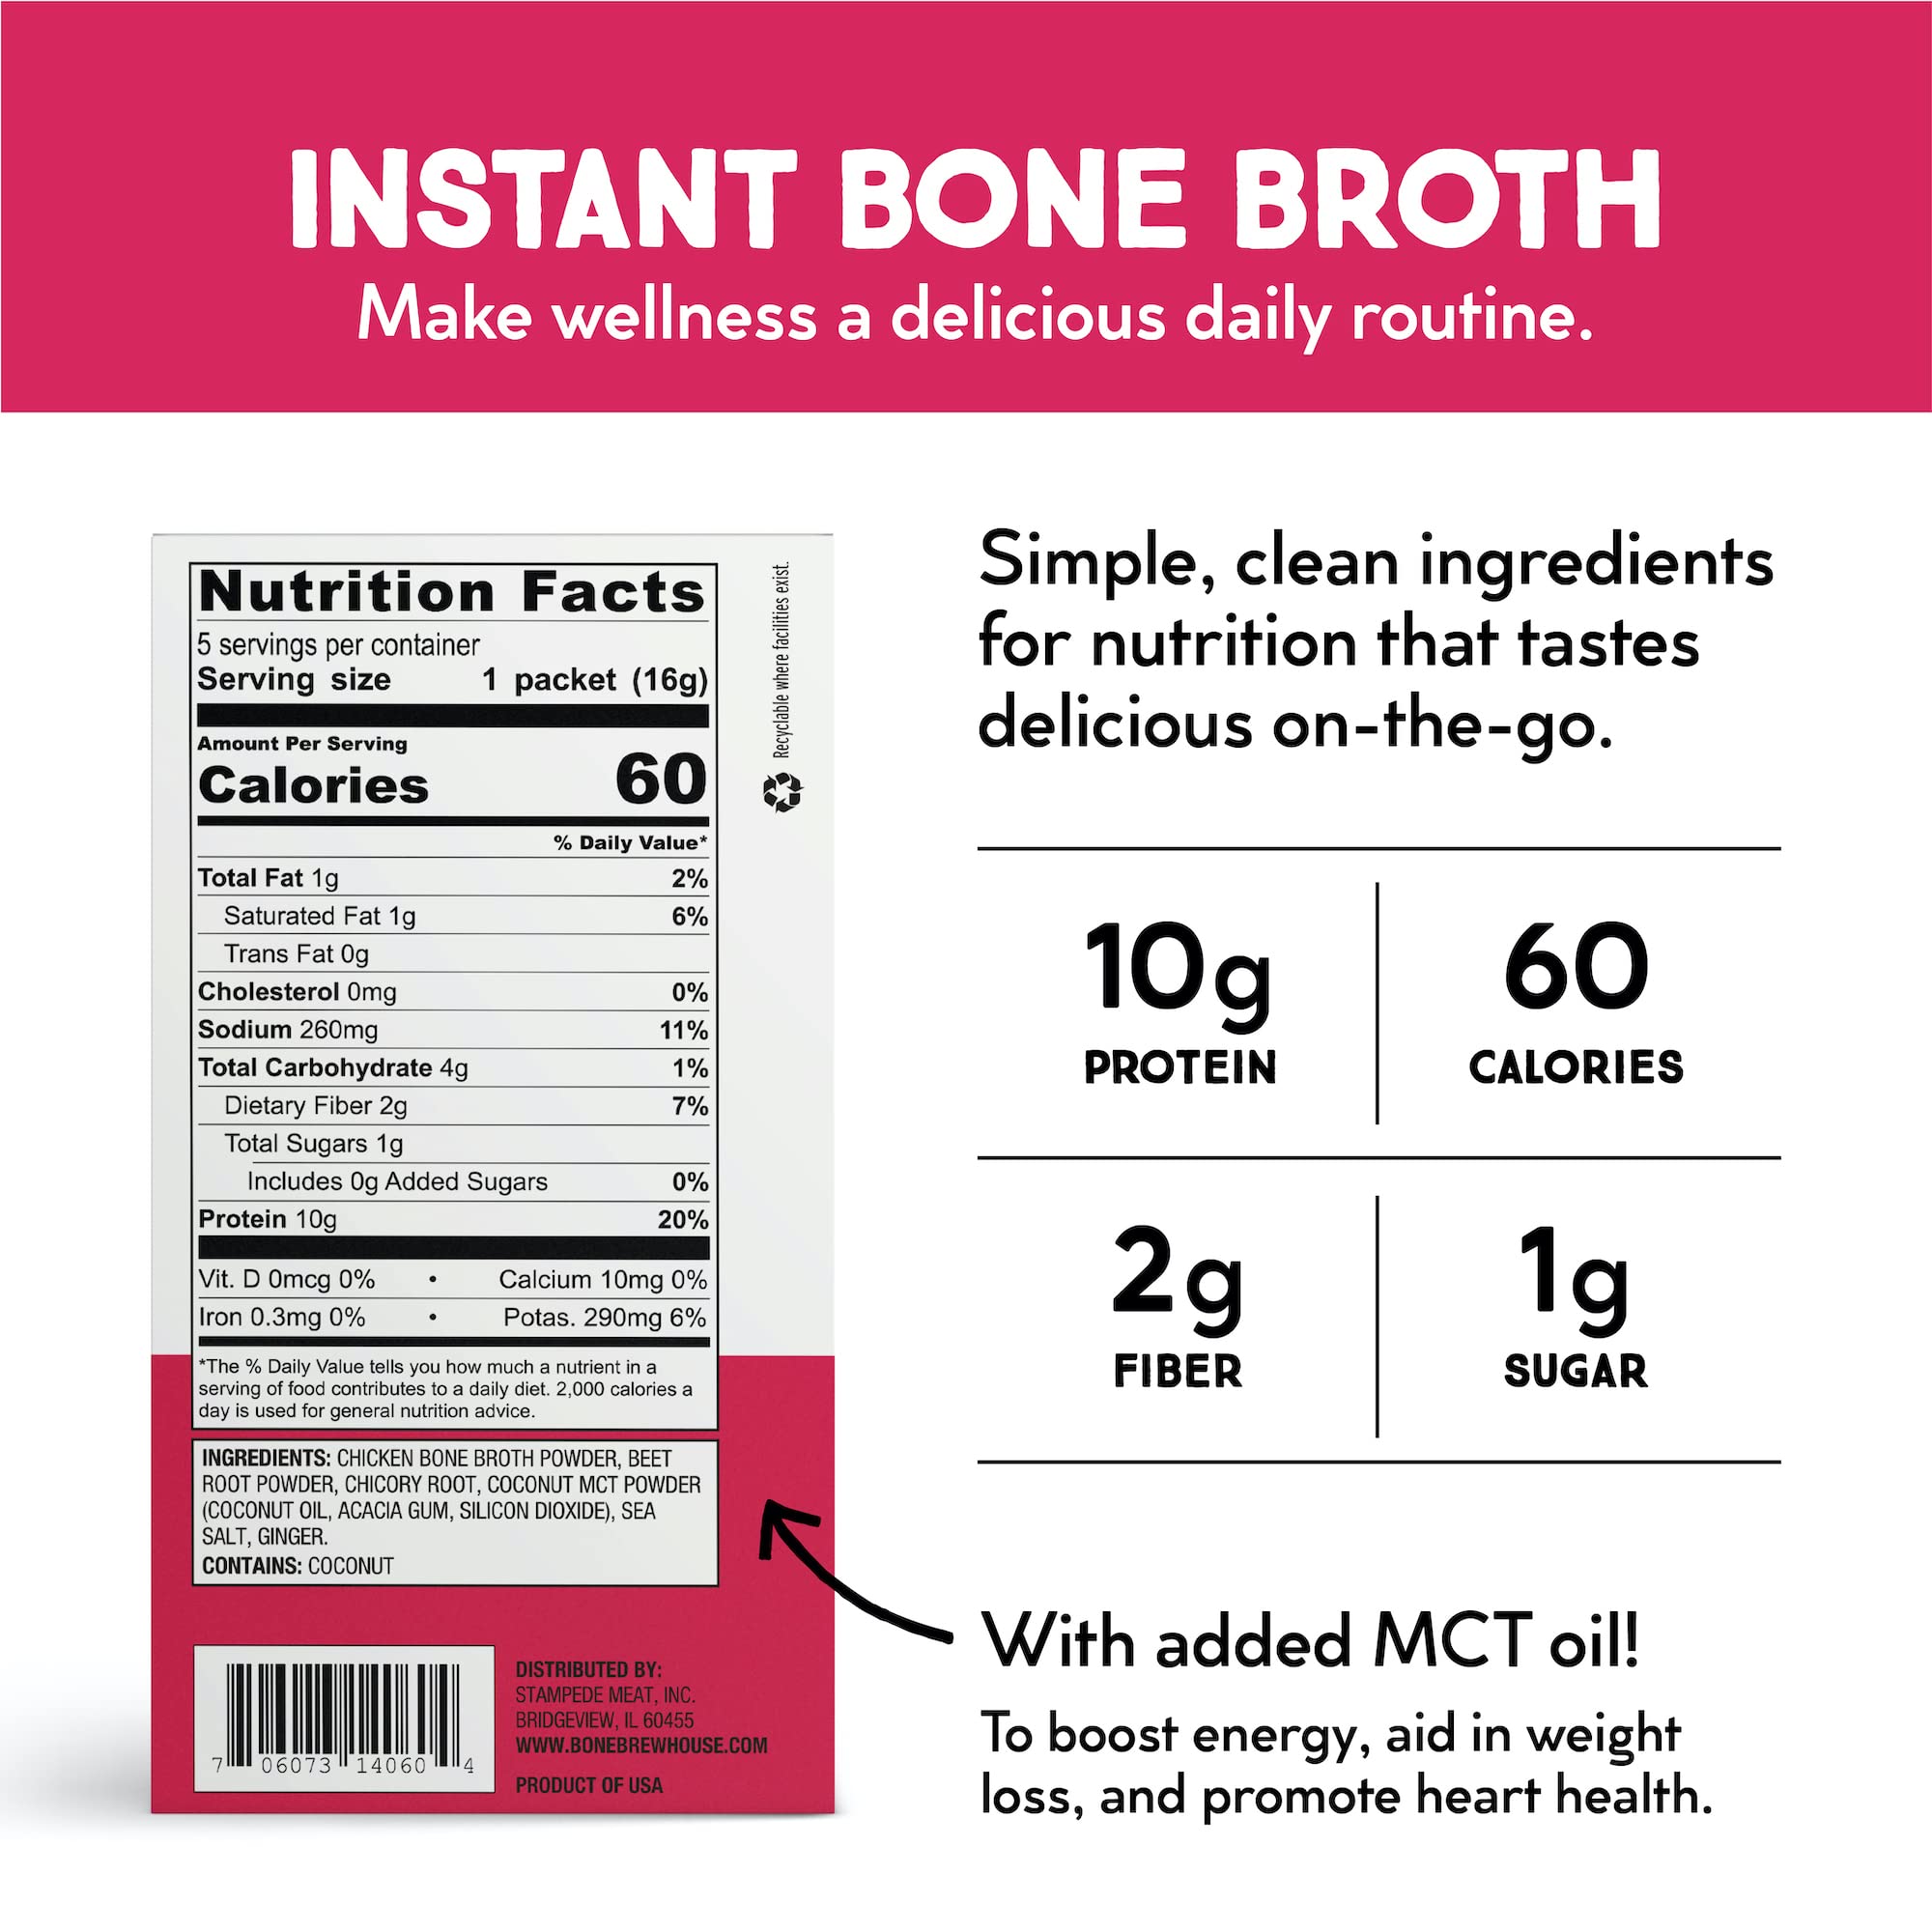 INSTANT BONE BROTH
Make wellness a delicious daily routine.
Nutrition Facts
5 servings per container
Serving size 1 packet (16g)
Amount Per Serving
Calories 60
% Daily Value*
Total Fat 1g 2%
Saturated Fat 1g 6%
Trans Fat 0g
Cholesterol 0mg 0%
Sodium 260mg 11%
Total Carbohydrate 4g 1%
Dietary Fiber 2g 7%
Total Sugars 1g
Includes 0g Added Sugars 0%
Protein 10g 20%
Vit. D 0mcg 0% • Calcium 10mg 0%
Iron 0.3mg 0% • Potas. 290mg 6%
*The % Daily Value tells you how much a nutrient in a
serving of food contributes to a daily diet. 2,000 calories a
day is used for general nutrition advice.
INGREDIENTS: CHICKEN BONE BROTH POWDER, BEET
ROOT POWDER, CHICORY ROOT, COCONUT MCT POWDER
(COCONUT OIL, ACACIA GUM, SILICON DIOXIDE), SEA
SALT, GINGER.
CONTAINS: COCONUT
7 06073 14060 4
DISTRIBUTED BY:
STAMPEDE MEAT, INC.
BRIDGEVIEW, IL 60455
WWW.BONEBREWHOUSE.COM
PRODUCT OF USA
Recyclable where facilities exist.
Simple, clean ingredients
for nutrition that tastes
delicious on-the-go.
10g
PROTEIN
60
CALORIES
2g
FIBER
1g
SUGAR
With added MCT oil!
To boost energy, aid in weight
loss, and promote heart health.